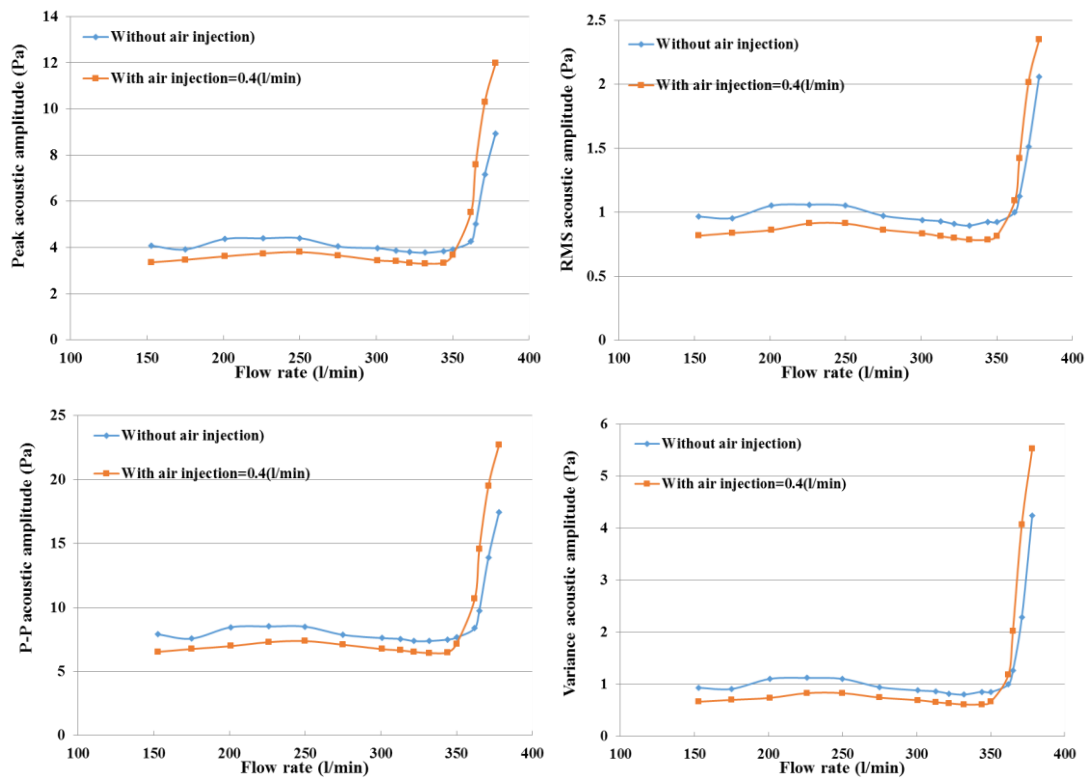 Peak acoustic amplitude (Pa)
14
12
10
8
6
4
2
0
Without air injection)
With air injection=0.4(l/min)
100 150 200 250 300 350 400
Flow rate (l/min)
RMS acoustic amplitude (Pa)
2.5
2
1.5
1
0.5
0
Without air injection)
With air injection=0.4(l/min)
100 150 200 250 300 350 400
Flow rate (l/min)
P-P acoustic amplitude (Pa)
25
20
15
10
5
0
Without air injection)
With air injection=0.4(l/min)
100 150 200 250 300 350 400
Flow rate (l/min)
Variance acoustic amplitude (Pa)
6
5
4
3
2
1
0
Without air injection)
With air injection=0.4(l/min)
100 150 200 250 300 350 400
Flow rate (l/min)